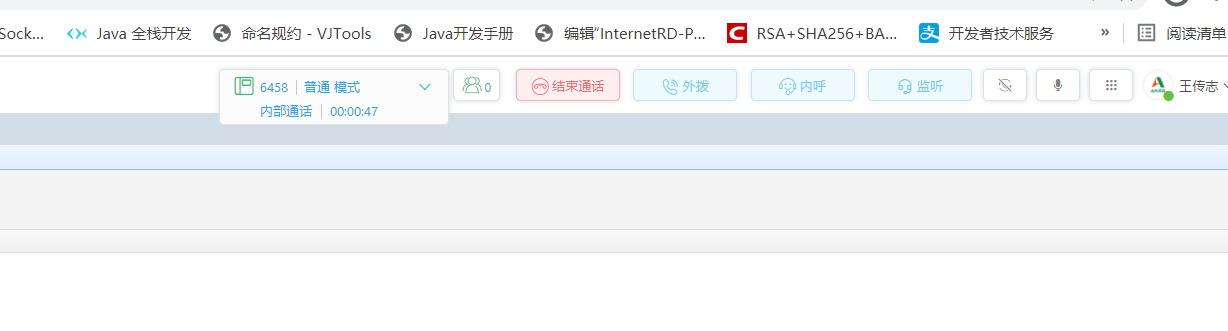 Sock... Java 全栈开发 命名规约 - VJTools Java开发手册 编辑“InternetRD-P... RSA+SHA256+BA... 开发者技术服务 » 阅读清单
6458 普通 模式 0 结束通话 外拨 内呼 监听 王传志
内部通话 00:00:47